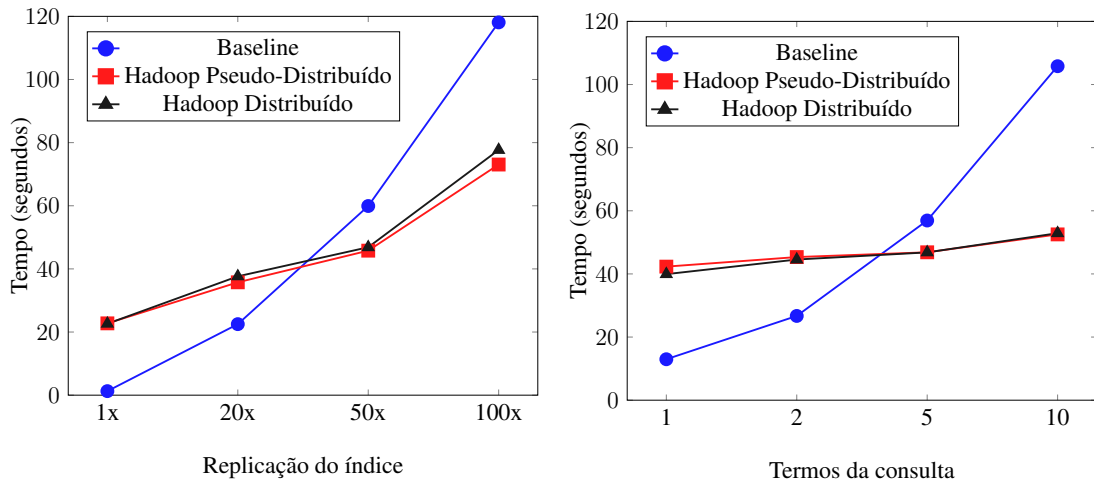 120
100
80
60
40
20
0
Tempo (segundos)
Baseline
Hadoop Pseudo-Distribuído
Hadoop Distribuído
1x 20x 50x 100x
Replicação do índice
120
100
80
60
40
20
0
Tempo (segundos)
Baseline
Hadoop Pseudo-Distribuído
Hadoop Distribuído
1 2 5 10
Termos da consulta